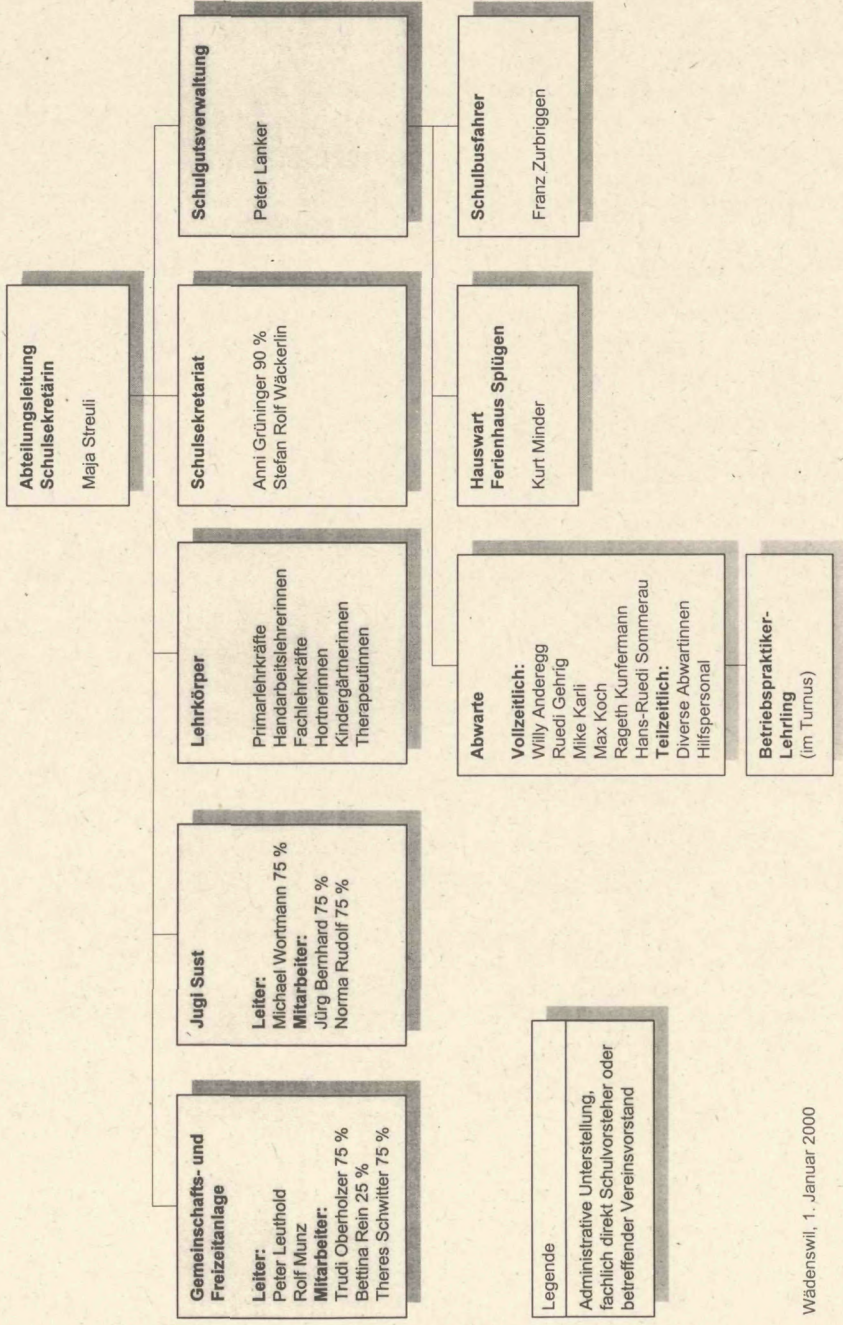 Abteilungsleitung
Schulsekretärin
Maja Streuli
Gemeinschafts- und
Freizeitanlage
Leiter:
Peter Leuthold
Rolf Munz
Mitarbeiter:
Trudi Oberholzer 75 %
Bettina Rein 25 %
Theres Schwitter 75 %
Jugi Sust
Leiter:
Michael Wortmann 75 %
Mitarbeiter:
Jürg Bernhard 75 %
Norma Rudolf 75 %
Lehrkörper
Primarlehrkräfte
Handarbeitslehrerinnen
Fachlehrkräfte
Hortnerinnen
Kindergärtnerinnen
Therapeutinnen
Schulsekretariat
Anni Grüninger 90 %
Stefan Rolf Wäckerlin
Schulgutsverwaltung
Peter Lanker
Abwarte
Vollzeitlich:
Willy Anderegg
Ruedi Gehrig
Mike Karli
Max Koch
Rageth Kunfermann
Hans-Ruedi Sommerau
Teilzeitlich:
Diverse Abwartinnen
Hilfspersonal
Hauswart
Ferienhaus Splügen
Kurt Minder
Schulbusfahrer
Franz Zurbriggen
Betriebspraktiker-
Lehrling
(im Turnus)
Legende
Administrative Unterstellung,
fachlich direkt Schulvorsteher oder
betreffender Vereinsvorstand
Wädenswil, 1. Januar 2000